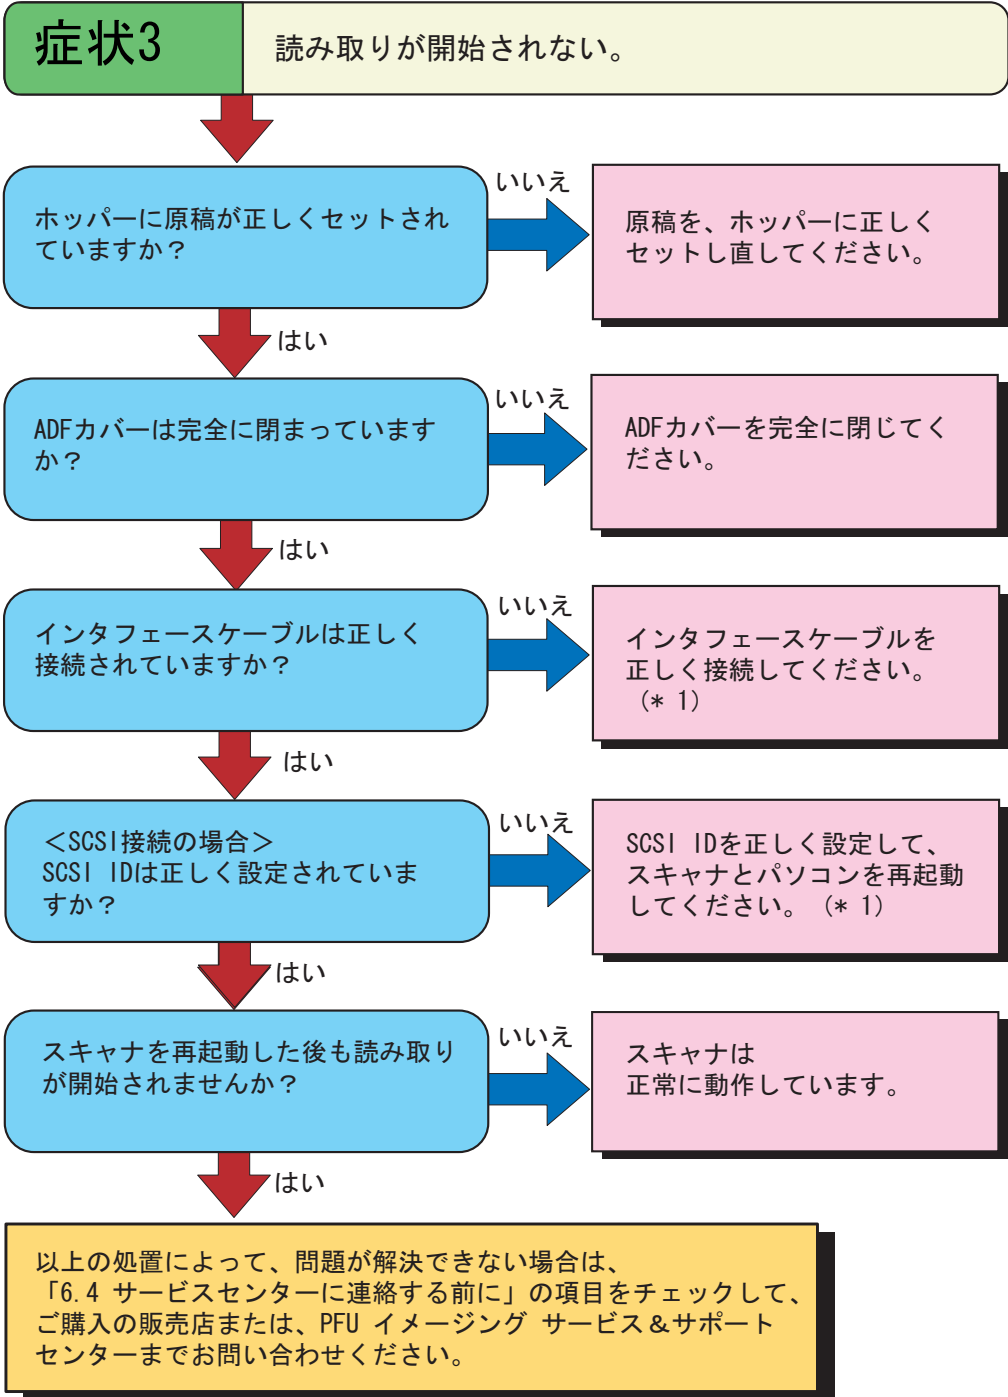 症状3
読み取りが開始されない。
ホッパーに原稿が正しくセットされ
ていますか？
いいえ
原稿を、ホッパーに正しく
セットし直してください。
はい
ADFカバーは完全に閉まっています
か？
いいえ
ADFカバーを完全に閉じてく
ださい。
はい
インタフェースケーブルは正しく
接続されていますか？
いいえ
インタフェースケーブルを
正しく接続してください。
(* 1)
はい
＜SCSI接続の場合＞
SCSI IDは正しく設定されていま
すか？
いいえ
SCSI IDを正しく設定して、
スキャナとパソコンを再起動
してください。 (* 1)
はい
スキャナを再起動した後も読み取り
が開始されませんか？
いいえ
スキャナは
正常に動作しています。
はい
以上の処置によって、問題が解決できない場合は、
「6.4 サービスセンターに連絡する前に」の項目をチェックして、
ご購入の販売店または、PFU イメージング サービス＆サポート
センターまでお問い合わせください。